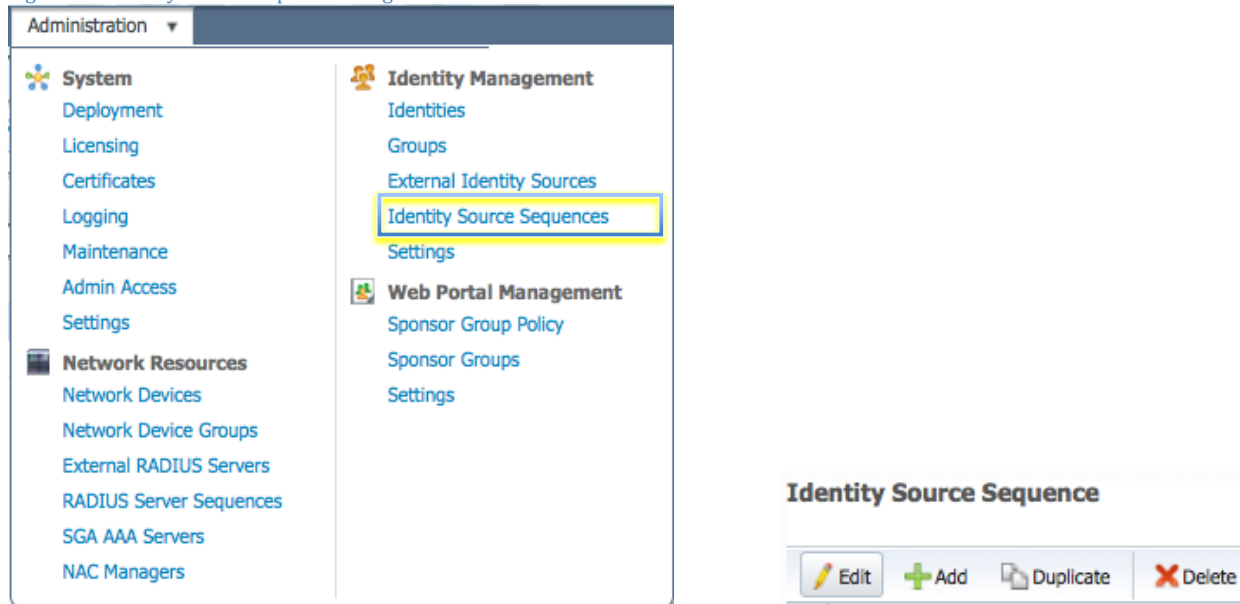 Administration
System
Deployment
Licensing
Certificates
Logging
Maintenance
Admin Access
Settings
Network Resources
Network Devices
Network Device Groups
External RADIUS Servers
RADIUS Server Sequences
SGA AAA Servers
NAC Managers
Identity Management
Identities
Groups
External Identity Sources
Identity Source Sequences
Settings
Web Portal Management
Sponsor Group Policy
Sponsor Groups
Settings
Identity Source Sequence
Edit Add Duplicate Delete